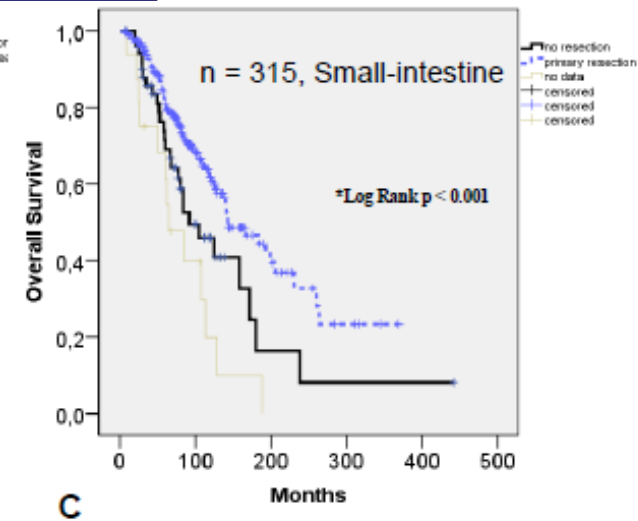 1,0
0,8
0,6
0,4
0,2
0,0
Overall Survival
n = 315, Small-intestine
*Log Rank p < 0.001
no resection
primary resection
no data
censored
censored
censored
0 100 200 300 400 500
Months
C